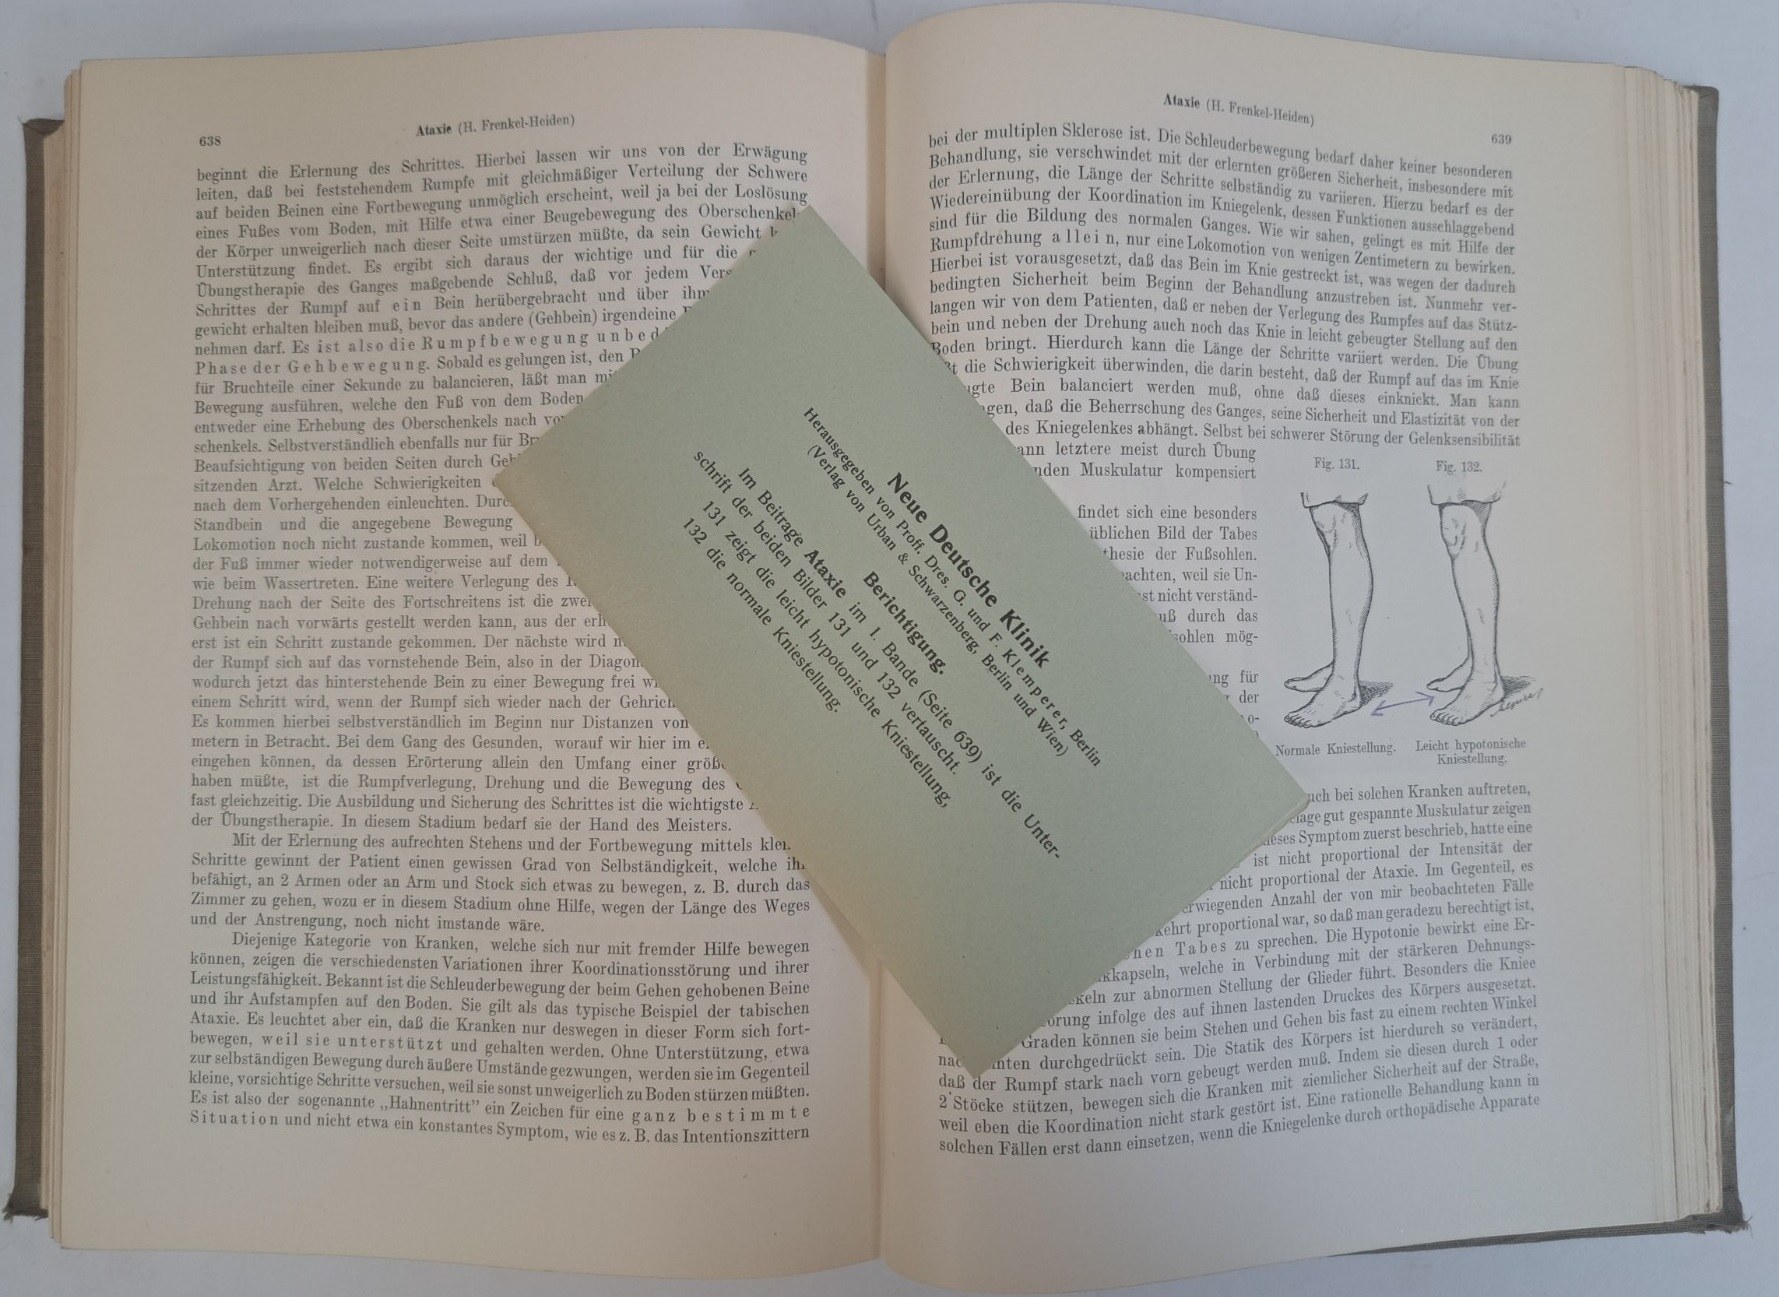 638
Ataxie (H. Frenkel-Heiden)
beginnt die Erlernung des Schrittes. Hierbei lassen wir uns von der Erwägung
leiten, daß bei feststehendem Rumpfe mit gleichmäßiger Verteilung der Schwere
auf beiden Beinen eine Fortbewegung unmöglich erscheint, weil ja bei der Loslösung
eines Fußes vom Boden, mit Hilfe etwa einer Beugebewegung des Oberschenkels
der Körper unweigerlich nach dieser Seite umstürzen müßte, da sein Gewicht
Unterstützung findet. Es ergibt sich daraus der wichtige und für die
Übungstherapie des Ganges maßgebende Schluß, daß vor jedem
Schrittes der Rumpf auf ein Bein herübergebracht und über
gewicht erhalten bleiben muß, bevor das andere (Gehbein) irgendeine
nehmen darf. Es ist also die Rumpfbewegung
Phase der Gehbewegung. Sobald es gelungen ist, den
für Bruchteile einer Sekunde zu balancieren, läßt man
Bewegung ausführen, welche den Fuß von dem Boden
entweder eine Erhebung des Oberschenkels nach
schenkels. Selbstverständlich ebenfalls nur für
Beaufsichtigung von beiden Seiten durch
sitzenden Arzt. Welche Schwierigkeiten
nach dem Vorhergehenden einleuchten.
Standbein und die angegebene Bewegung
Lokomotion noch nicht zustande kommen, weil
der Fuß immer wieder notwendigerweise auf dem
wie beim Wassertreten. Eine weitere Verlegung des
Drehung nach der Seite des Fortschreitens ist die
Gehbein nach vorwärts gestellt werden kann, aus der
erst ist ein Schritt zustande gekommen. Der nächste wird
der Rumpf sich auf das vornstehende Bein, also in der
wodurch jetzt das hinterstehende Bein zu einer Bewegung frei
einem Schritt wird, wenn der Rumpf sich wieder nach der
Es kommen hierbei selbstverständlich im Beginn nur Distanzen von
metern in Betracht. Bei dem Gang des Gesunden, worauf wir hier im
eingehen können, da dessen Erörterung allein den Umfang einer
haben müßte, ist die Rumpfverlegung, Drehung und die Bewegung des
fast gleichzeitig. Die Ausbildung und Sicherung des Schrittes ist die wichtigste
der Übungstherapie. In diesem Stadium bedarf sie der Hand des Meisters.
Mit der Erlernung des aufrechten Stehens und der Fortbewegung mittels
Schritte gewinnt der Patient einen gewissen Grad von Selbständigkeit, welche
befähigt, an 2 Armen oder an Arm und Stock sich etwas zu bewegen, z. B. durch das
Zimmer zu gehen, wozu er in diesem Stadium ohne Hilfe, wegen der Länge des Weges
und der Anstrengung, noch nicht imstande wäre.
Diejenige Kategorie von Kranken, welche sich nur mit fremder Hilfe bewegen
können, zeigen die verschiedensten Variationen ihrer Koordinationsstörung und ihrer
Leistungsfähigkeit. Bekannt ist die Schleuderbewegung der beim Gehen gehobenen Beine
und ihr Aufstampfen auf den Boden. Sie gilt als das typische Beispiel der tabischen
Ataxie. Es leuchtet aber ein, daß die Kranken nur deswegen in dieser Form sich fort-
bewegen, weil sie unterstützt und gehalten werden. Ohne Unterstützung, etwa
zur selbständigen Bewegung durch äußere Umstände gezwungen, werden sie im Gegenteil
kleine, vorsichtige Schritte versuchen, weil sie sonst unweigerlich zu Boden stürzen müßten.
Es ist also der sogenannte „Hahnentritt” ein Zeichen für eine ganz bestimmte
Situation und nicht etwa ein konstantes Symptom, wie es z. B. das Intentionszittern
Neue Deutsche Klinik
Herausgegeben von Proff. Dres. G. und F. Klemperer, Berlin
(Verlag von Urban & Schwarzenberg, Berlin und Wien)
Berichtigung.
Im Beitrage Ataxie im I. Bande (Seite 639) ist die Unter-
schrift der beiden Bilder 131 und 132 vertauscht.
131 zeigt die leicht hypotonische Kniestellung,
132 die normale Kniestellung.
Ataxie (H. Frenkel-Heiden)
639
bei der multiplen Sklerose ist. Die Schleuderbewegung bedarf daher keiner besonderen
Behandlung, sie verschwindet mit der erlernten größeren Sicherheit, insbesondere mit
der Erlernung, die Länge der Schritte selbständig zu variieren. Hierzu bedarf es der
Wiedereinübung der Koordination im Kniegelenk, dessen Funktionen ausschlaggebend
sind für die Bildung des normalen Ganges. Wie wir sahen, gelingt es mit Hilfe der
Rumpfdrehung allein, nur eine Lokomotion von wenigen Zentimetern zu bewirken.
Hierbei ist vorausgesetzt, daß das Bein im Knie gestreckt ist, was wegen der dadurch
bedingten Sicherheit beim Beginn der Behandlung anzustreben ist. Nunmehr ver-
langen wir von dem Patienten, daß er neben der Verlegung des Rumpfes auf das Stütz-
bein und neben der Drehung auch noch das Knie in leicht gebeugter Stellung auf den
Boden bringt. Hierdurch kann die Länge der Schritte variiert werden. Die Übung
die Schwierigkeit überwinden, die darin besteht, daß der Rumpf auf das im Knie
Bein balanciert werden muß, ohne daß dieses einknickt. Man kann
daß die Beherrschung des Ganges, seine Sicherheit und Elastizität von der
des Kniegelenkes abhängt. Selbst bei schwerer Störung der Gelenksensibilität
letztere meist durch Übung
Muskulatur kompensiert
findet sich eine besonders
üblichen Bild der Tabes
der Fußsohlen.
weil sie Un-
nicht verständ-
durch das
mög-
für
der
Fig. 131.
Fig. 132.
Normale Kniestellung.
Leicht hypotonische
Kniestellung.
bei solchen Kranken auftreten,
gut gespannte Muskulatur zeigen
Symptom zuerst beschrieb, hatte eine
ist nicht proportional der Intensität der
nicht proportional der Ataxie. Im Gegenteil, es
Anzahl der von mir beobachteten Fälle
proportional war, so daß man geradezu berechtigt ist,
Tabes zu sprechen. Die Hypotonie bewirkt eine Er-
welche in Verbindung mit der stärkeren Dehnungs-
zur abnormen Stellung der Glieder führt. Besonders die Kniee
infolge des auf ihnen lastenden Druckes des Körpers ausgesetzt.
Graden können sie beim Stehen und Gehen bis fast zu einem rechten Winkel
durchgedrückt sein. Die Statik des Körpers ist hierdurch so verändert,
daß der Rumpf stark nach vorn gebeugt werden muß. Indem sie diesen durch 1 oder
2 Stöcke stützen, bewegen sich die Kranken mit ziemlicher Sicherheit auf der Straße,
weil eben die Koordination nicht stark gestört ist. Eine rationelle Behandlung kann in
solchen Fällen erst dann einsetzen, wenn die Kniegelenke durch orthopädische Apparate